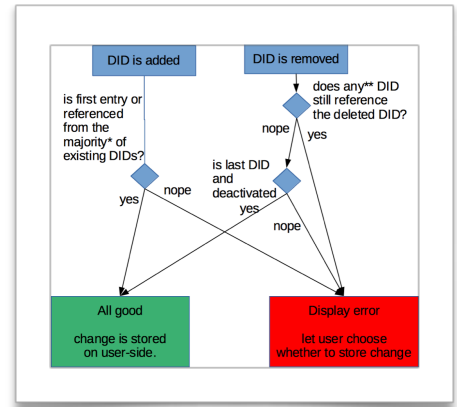 DID is added
DID is removed
is first entry or
referenced
from the
majority* of
existing DIDs?
does any** DID
still reference
the deleted DID?
nope
yes
is last DID
and
deactivated
yes
nope
yes
nope
All good
change is stored
on user-side.
Display error
let user choose
whether to store change